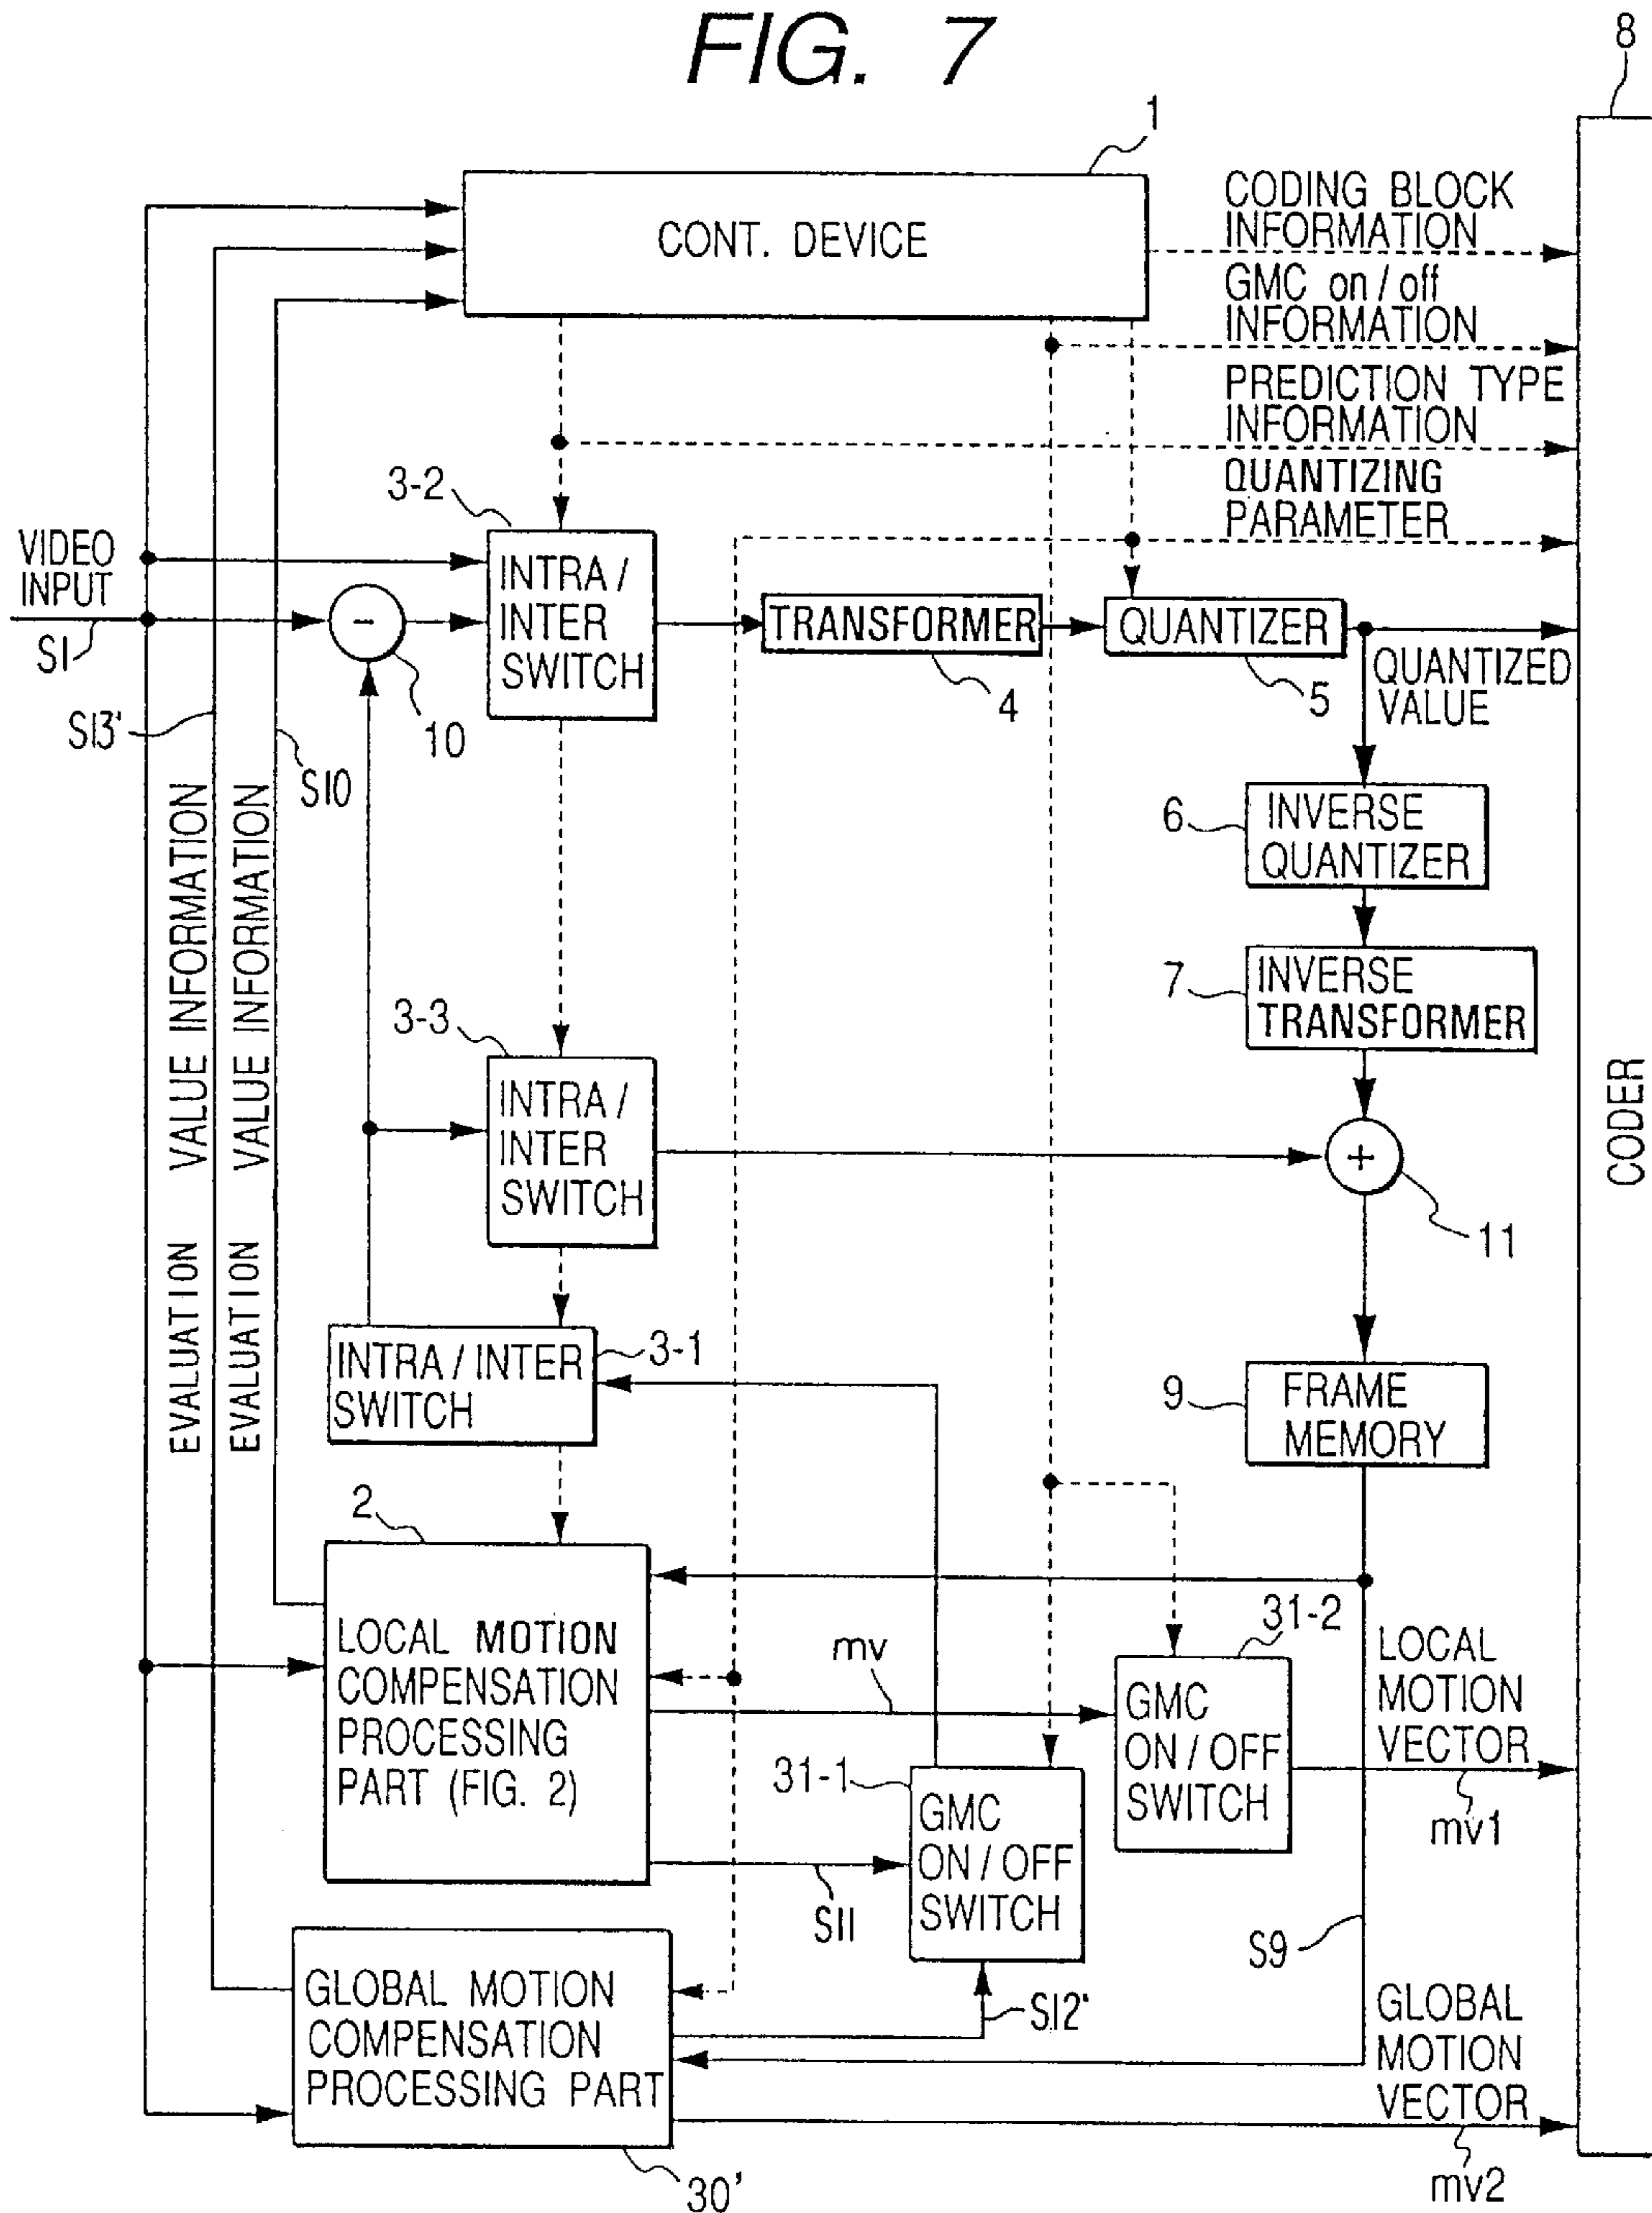 FIG. 7
8
1
CONT. DEVICE
CODING BLOCK
INFORMATION
GMC on/off
INFORMATION
PREDICTION TYPE
INFORMATION
QUANTIZING
PARAMETER
3-2
VIDEO
INPUT
S1
INTRA /
INTER
SWITCH
-
10
TRANSFORMER
4
QUANTIZER
5
QUANTIZED
VALUE
S13'
S10
6
INVERSE
QUANTIZER
7
INVERSE
TRANSFORMER
EVALUATION VALUE INFORMATION
EVALUATION VALUE INFORMATION
3-3
INTRA /
INTER
SWITCH
+
11
CODER
INTRA / INTER
SWITCH
3-1
9
FRAME
MEMORY
2
LOCAL MOTION
COMPENSATION
PROCESSING
PART (FIG. 2)
mv
31-2
GMC
ON / OFF
SWITCH
LOCAL
MOTION
VECTOR
mv1
31-1
GMC
ON / OFF
SWITCH
S11
S9
S12'
GLOBAL MOTION
COMPENSATION
PROCESSING PART
30'
GLOBAL
MOTION
VECTOR
mv2